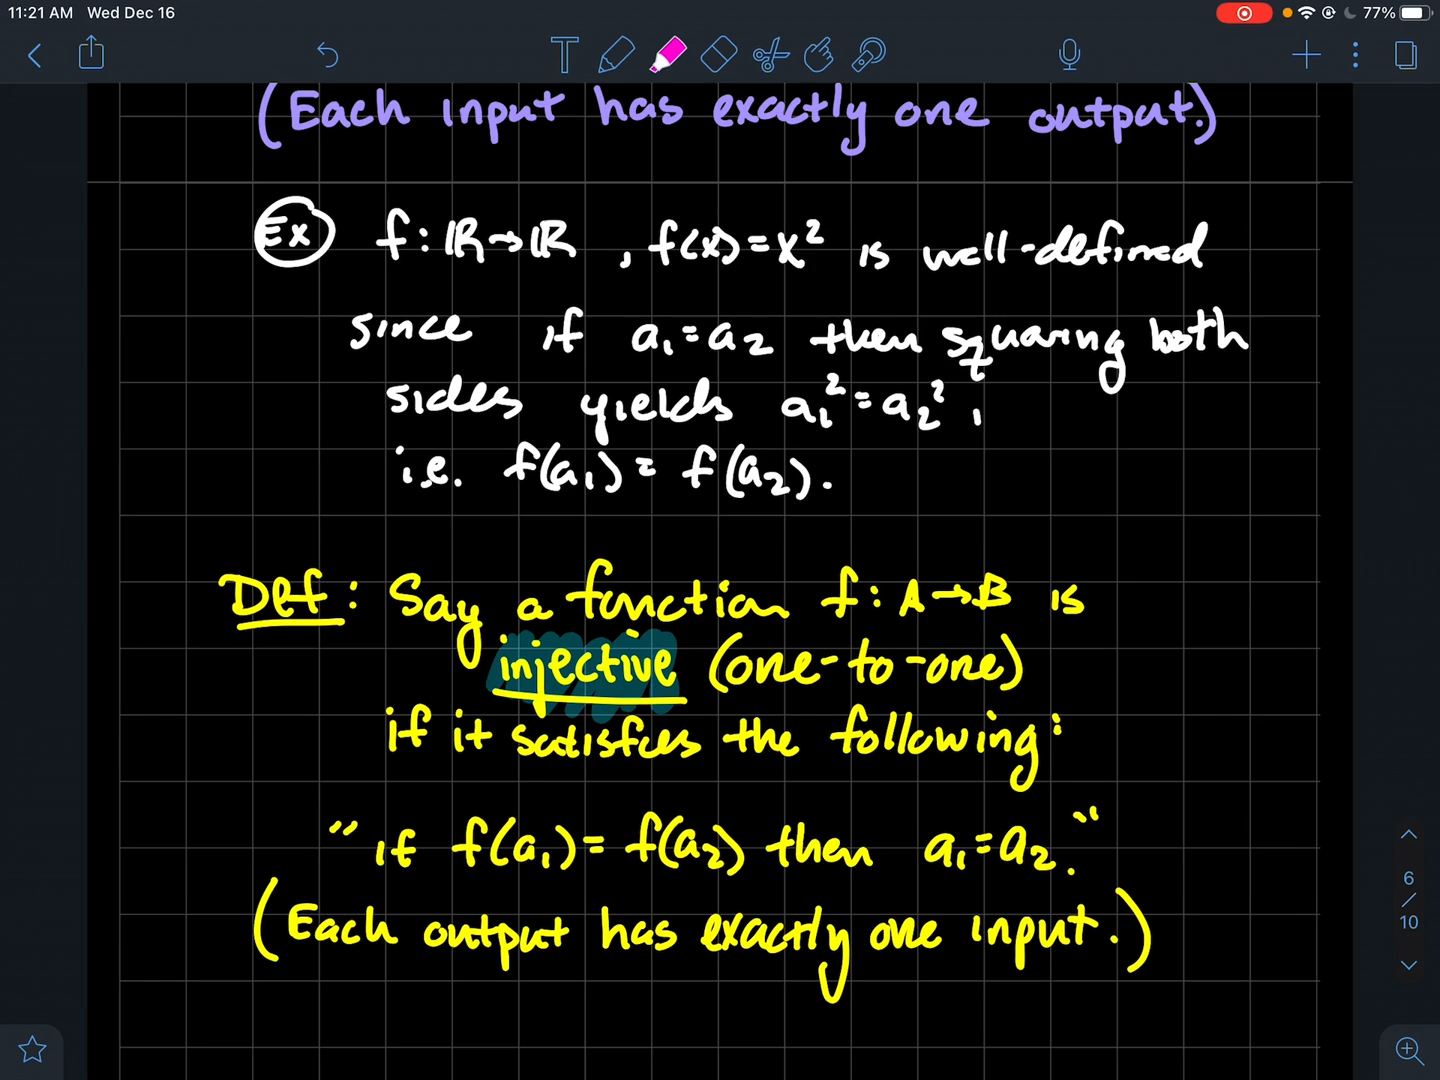 11:21 AM Wed Dec 16
77%
T
(Each input has exactly one output.)
Ex f: ℝ→ℝ, f(x)=x² is well-defined
since if a₁=a₂ then squaring both
sides yields a₁²=a₂²,
i.e. f(a₁)=f(a₂).
Def: Say a function f: A→B is
injective (one-to-one)
if it satisfies the following:
"if f(a₁)=f(a₂) then a₁=a₂."
(Each output has exactly one input.)
6
/
10